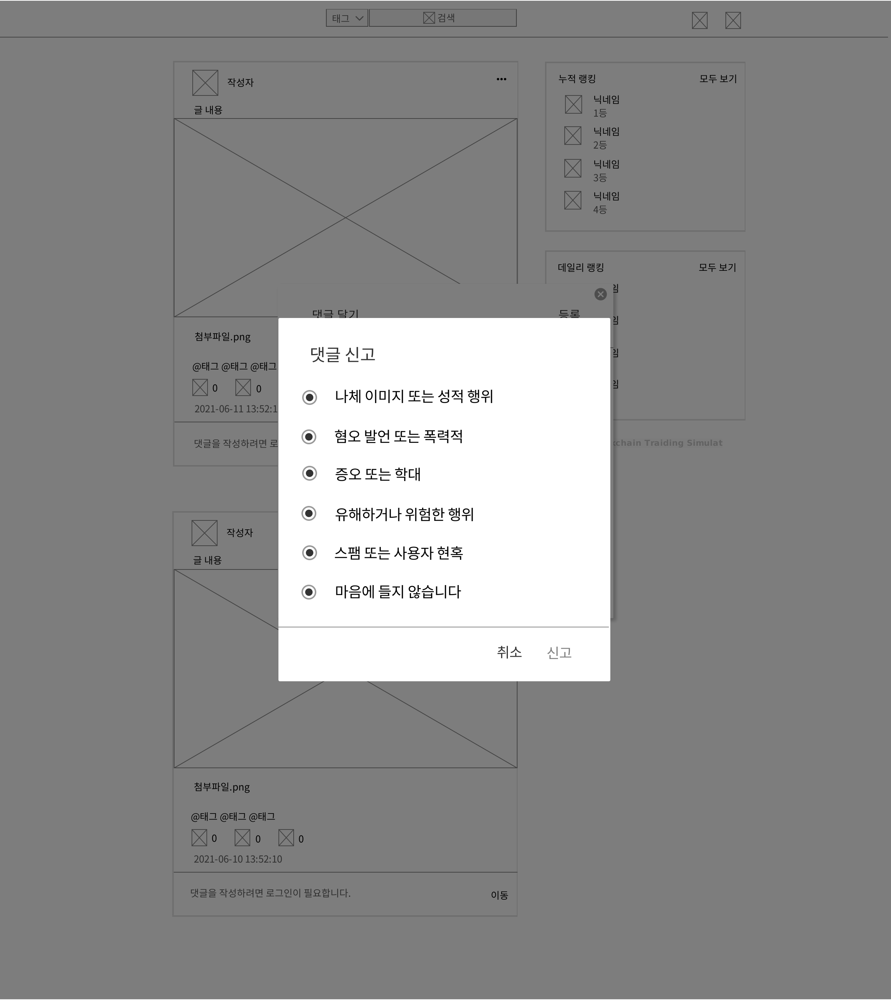 태그
검색
작성자
글 내용
첨부파일.png
@태그 @태그 @태그
0 0
2021-06-11 13:52:1
댓글을 작성하려면
누적 랭킹 모두 보기
닉네임
1등
닉네임
2등
닉네임
3등
닉네임
4등
데일리 랭킹 모두 보기
임
임
임
임
chain Traiding Simulat
댓글 달기 등록
댓글 신고
나체 이미지 또는 성적 행위
혐오 발언 또는 폭력적
증오 또는 학대
유해하거나 위험한 행위
스팸 또는 사용자 현혹
마음에 들지 않습니다
취소 신고
작성자
글 내용
첨부파일.png
@태그 @태그 @태그
0 0 0
2021-06-10 13:52:10
댓글을 작성하려면 로그인이 필요합니다. 이동